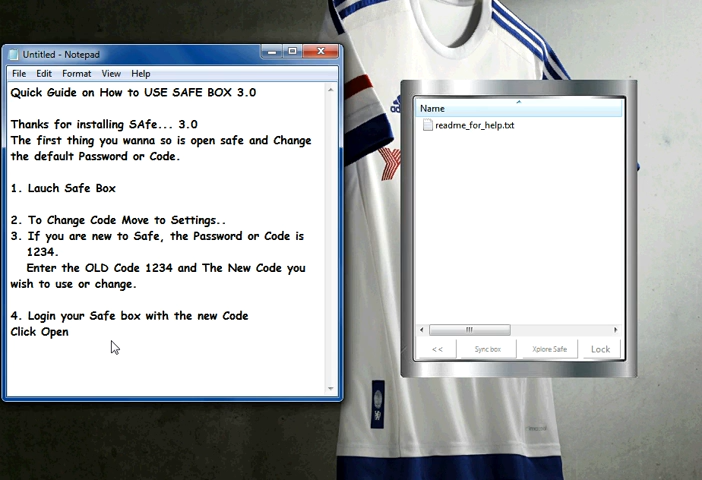 Untitled - Notepad
File Edit Format View Help
Quick Guide on How to USE SAFE BOX 3.0
Thanks for installing SAfe... 3.0
The first thing you wanna so is open safe and Change
the default Password or Code.
1. Lauch Safe Box
2. To Change Code Move to Settings..
3. If you are new to Safe, the Password or Code is
1234.
Enter the OLD Code 1234 and The New Code you
wish to use or change.
4. Login your Safe box with the new Code
Click Open
Name
readme_for_help.txt
<< Sync box Xplore Safe Lock